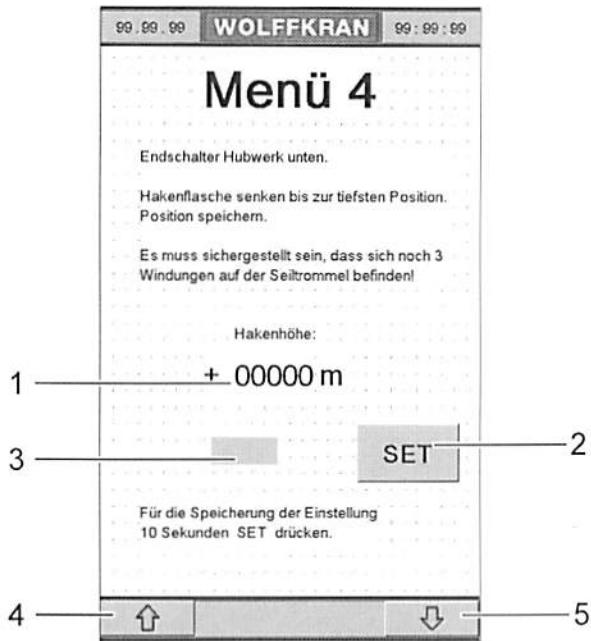 99.99.99 WOLFFKRAN 99:99:99
Menü 4
Endschalter Hubwerk unten.
Hakenflasche senken bis zur tiefsten Position.
Position speichern.
Es muss sichergestellt sein, dass sich noch 3
Windungen auf der Seiltrommel befinden!
Hakenhöhe:
1 + 00000 m
3 SET 2
Für die Speicherung der Einstellung
10 Sekunden SET drücken.
4 5